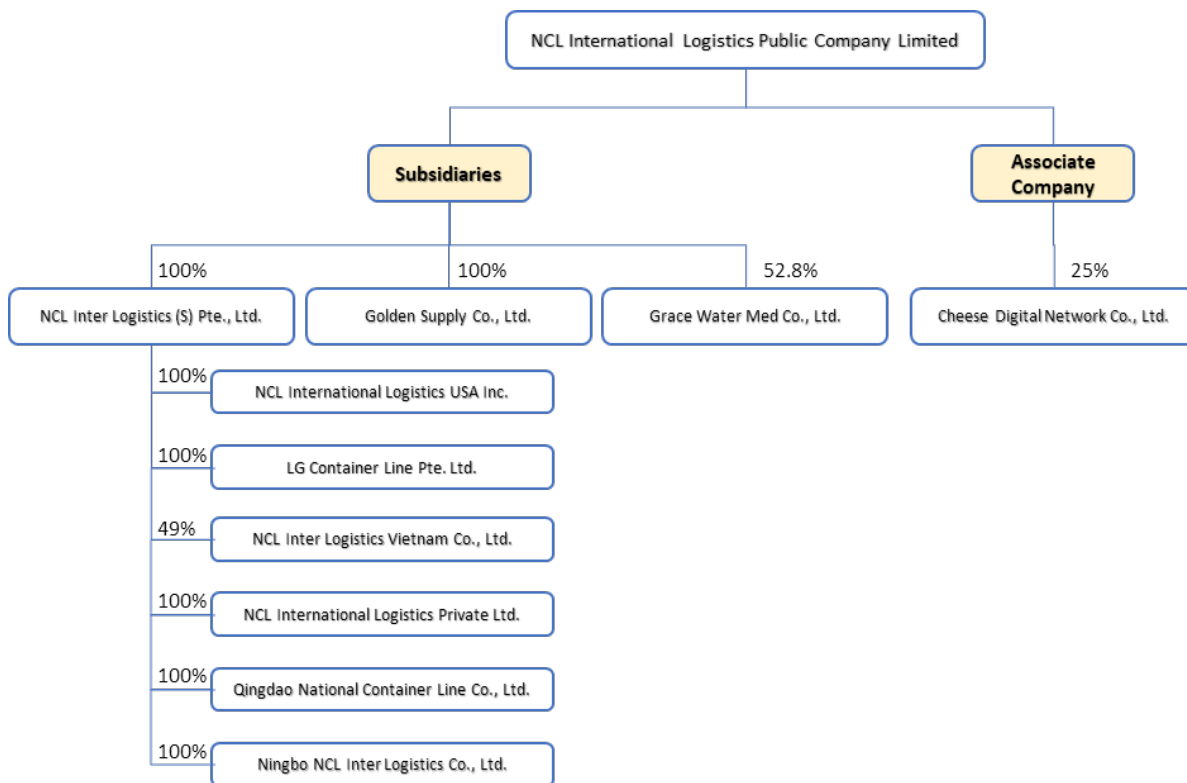 NCL International Logistics Public Company Limited
Subsidiaries
Associate
Company
100%
100%
52.8%
25%
NCL Inter Logistics (S) Pte., Ltd.
Golden Supply Co., Ltd.
Grace Water Med Co., Ltd.
Cheese Digital Network Co., Ltd.
100%
NCL International Logistics USA Inc.
100%
LG Container Line Pte. Ltd.
49%
NCL Inter Logistics Vietnam Co., Ltd.
100%
NCL International Logistics Private Ltd.
100%
Qingdao National Container Line Co., Ltd.
100%
Ningbo NCL Inter Logistics Co., Ltd.